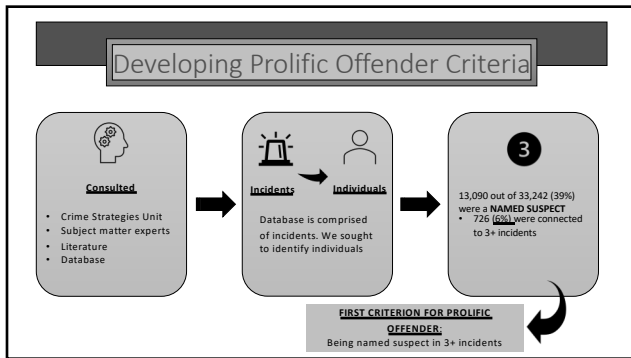 Developing Prolific Offender Criteria
Consulted
• Crime Strategies Unit
• Subject matter experts
• Literature
• Database
Incidents
Individuals
Database is comprised
of incidents. We sought
to identify individuals
3
13,090 out of 33,242 (39%)
were a NAMED SUSPECT
• 726 (6%) were connected
to 3+ incidents
FIRST CRITERION FOR PROLIFIC
OFFENDER:
Being named suspect in 3+ incidents